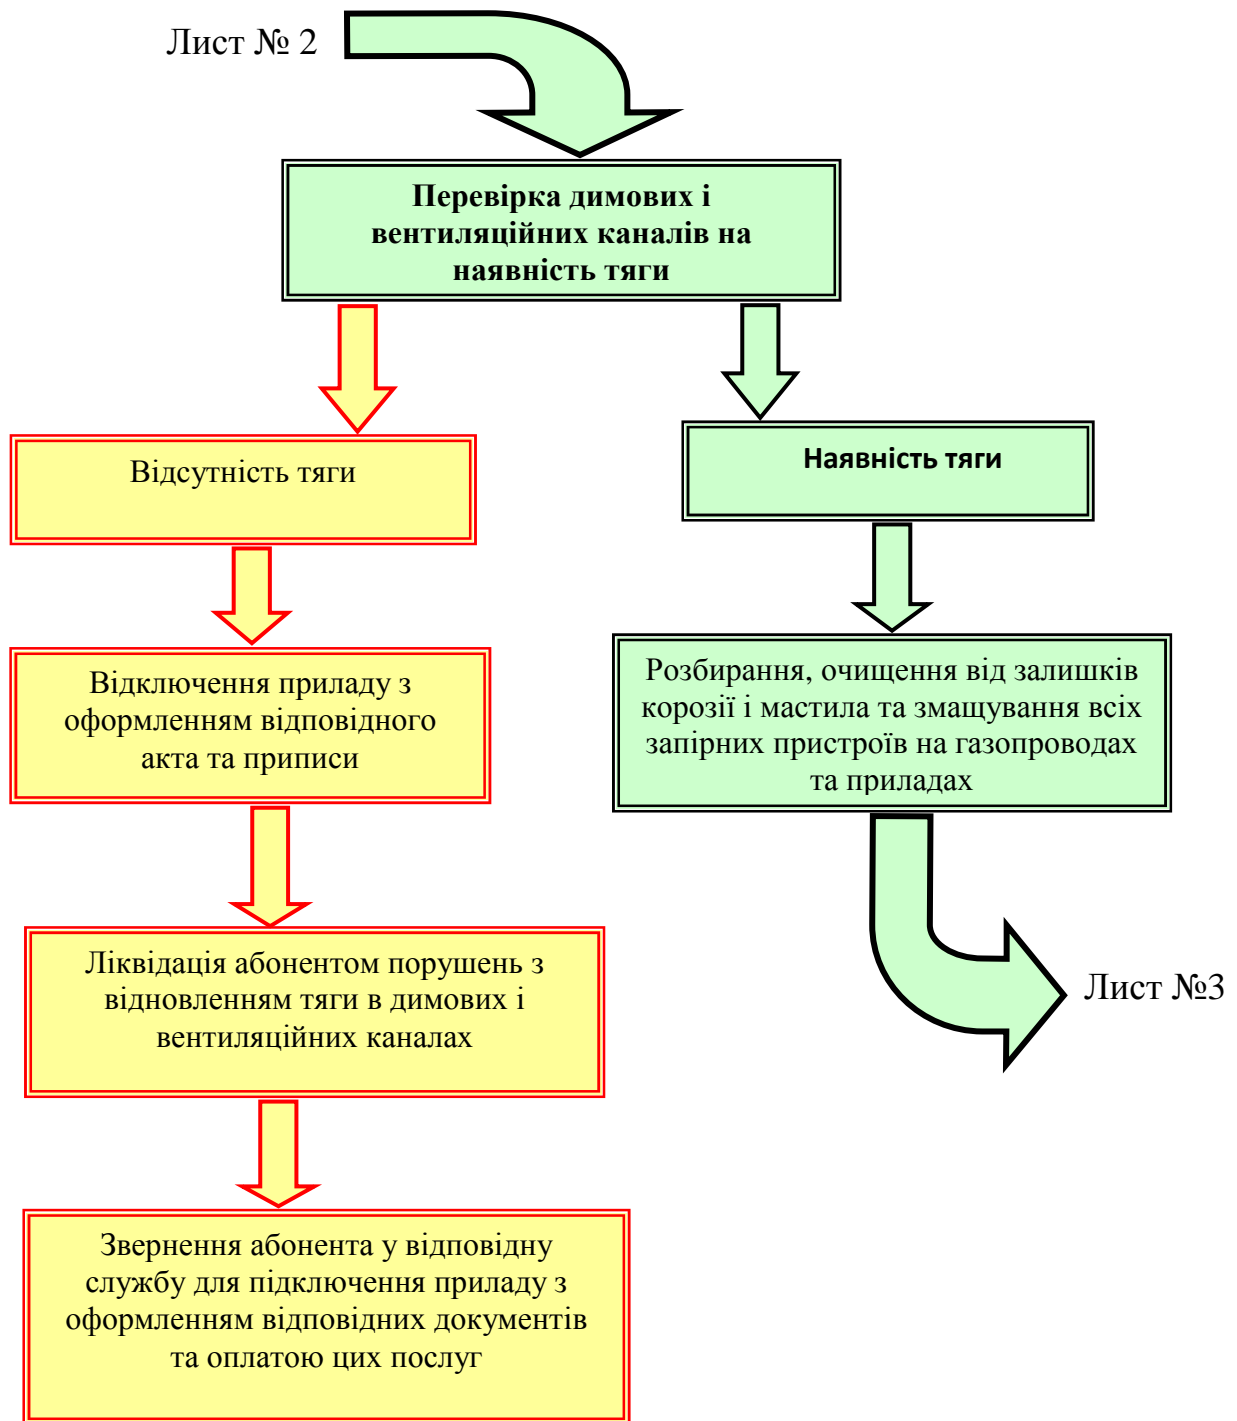 Лист № 2
Перевірка димових і
вентиляційних каналів на
наявність тяги
Відсутність тяги
Наявність тяги
Відключення приладу з
оформленням відповідного
акта та приписи
Розбирання, очищення від залишків
корозії і мастила та змащування всіх
запірних пристроїв на газопроводах
та приладах
Ліквідація абонентом порушень з
відновленням тяги в димових і
вентиляційних каналах
Лист №3
Звернення абонента у відповідну
службу для підключення приладу з
оформленням відповідних документів
та оплатою цих послуг